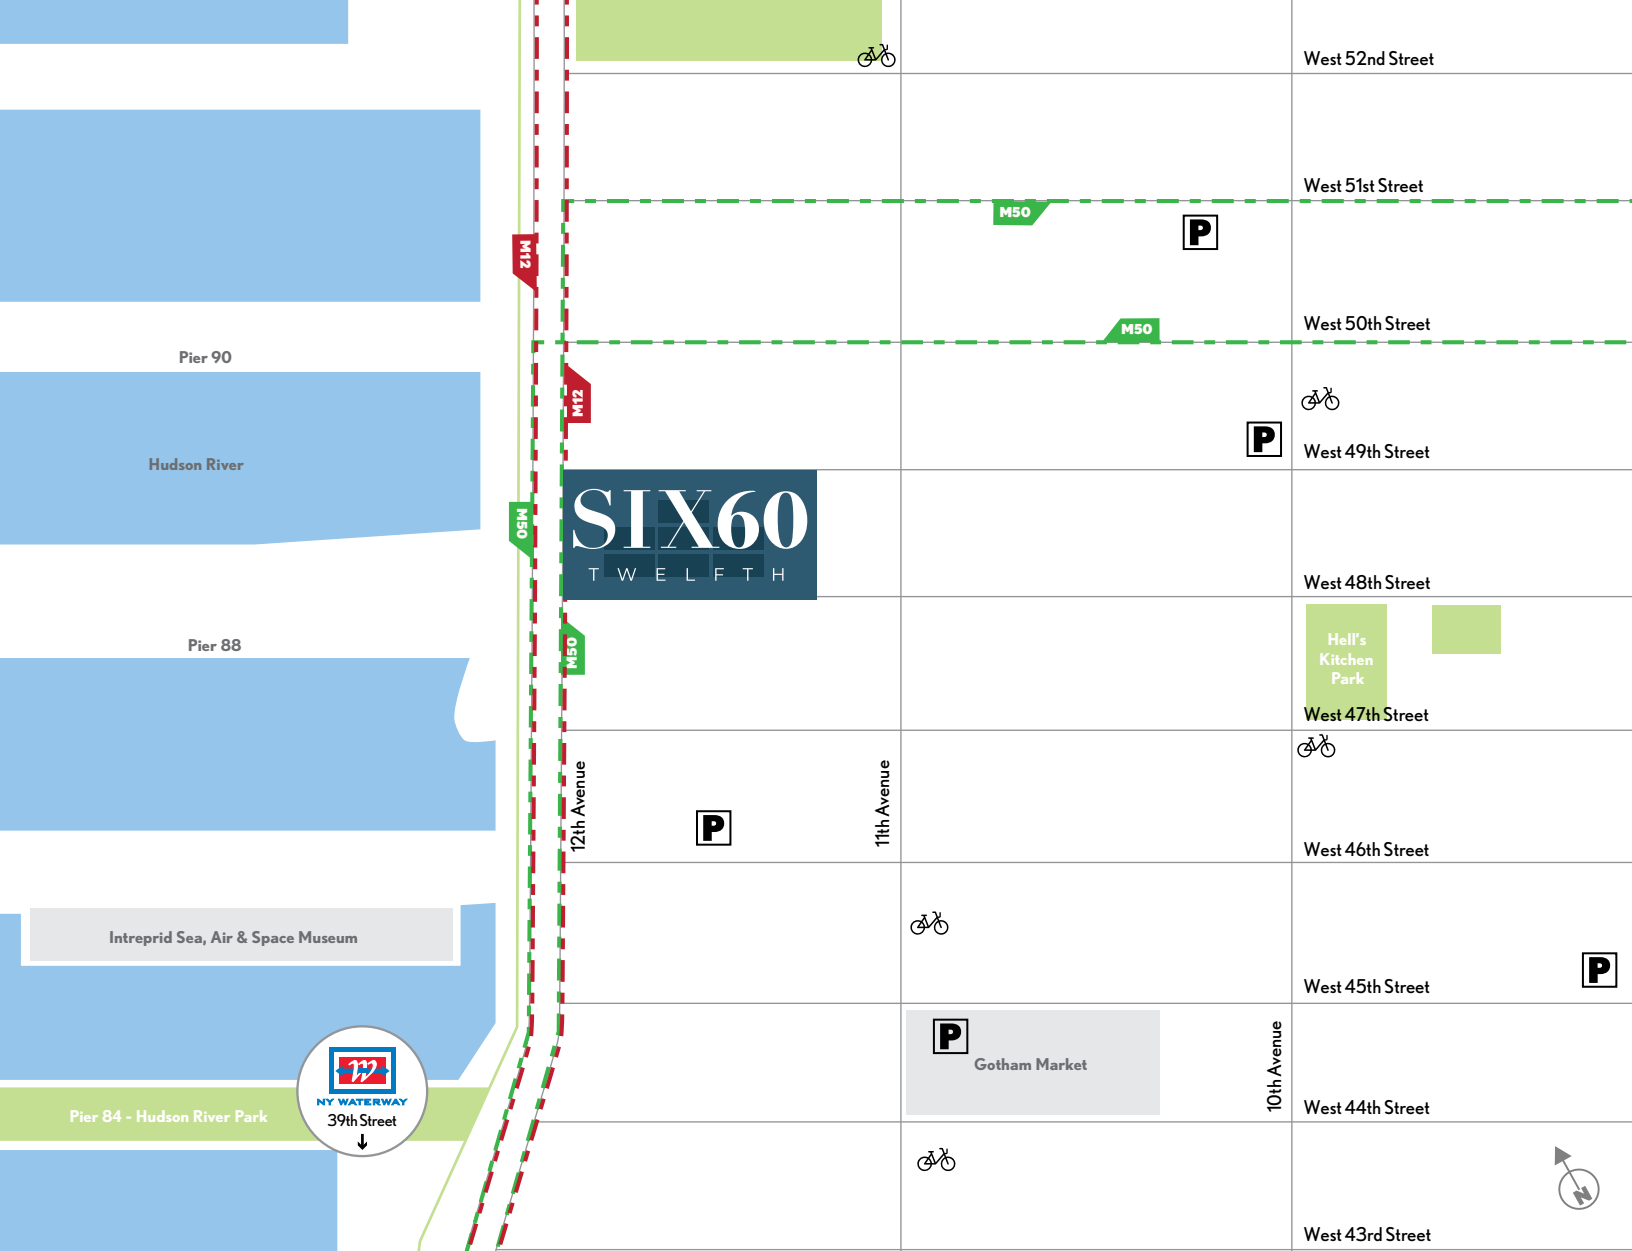 West 52nd Street
West 51st Street
M50
P
M12
West 50th Street
M50
Pier 90
M12
P
West 49th Street
Hudson River
SIX60
TWELFTH
M50
West 48th Street
Hell's
Kitchen
Park
Pier 88
M50
West 47th Street
12th Avenue
11th Avenue
P
West 46th Street
Intreprid Sea, Air & Space Museum
P
West 45th Street
P
Gotham Market
10th Avenue
NY WATERWAY
39th Street
Pier 84 - Hudson River Park
West 44th Street
N
West 43rd Street